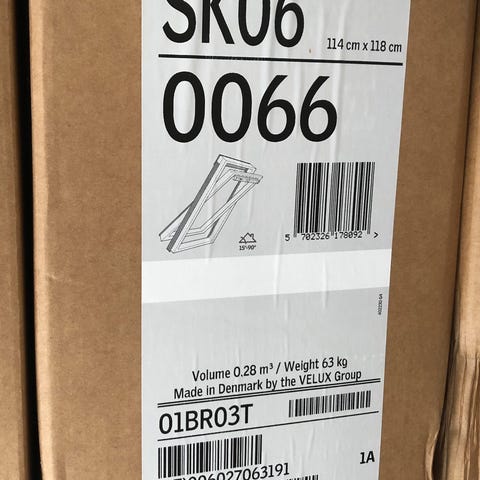 SK06
114 cm x 118 cm
0066
5 702326 178092 >
15°-90°
Volume 0.28 m³ / Weight 63 kg
Made in Denmark by the VELUX Group
01BR03T
1A
006027063191